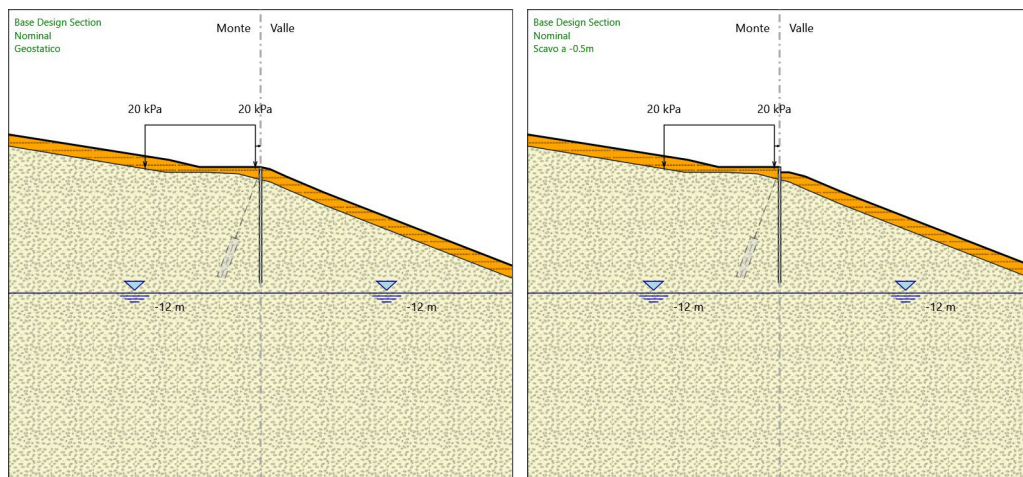 Base Design Section
Nominal
Geostatico
Monte
Valle
20 kPa
20 kPa
-12 m
-12 m
Base Design Section
Nominal
Scavo a -0.5m
Monte
Valle
20 kPa
20 kPa
-12 m
-12 m